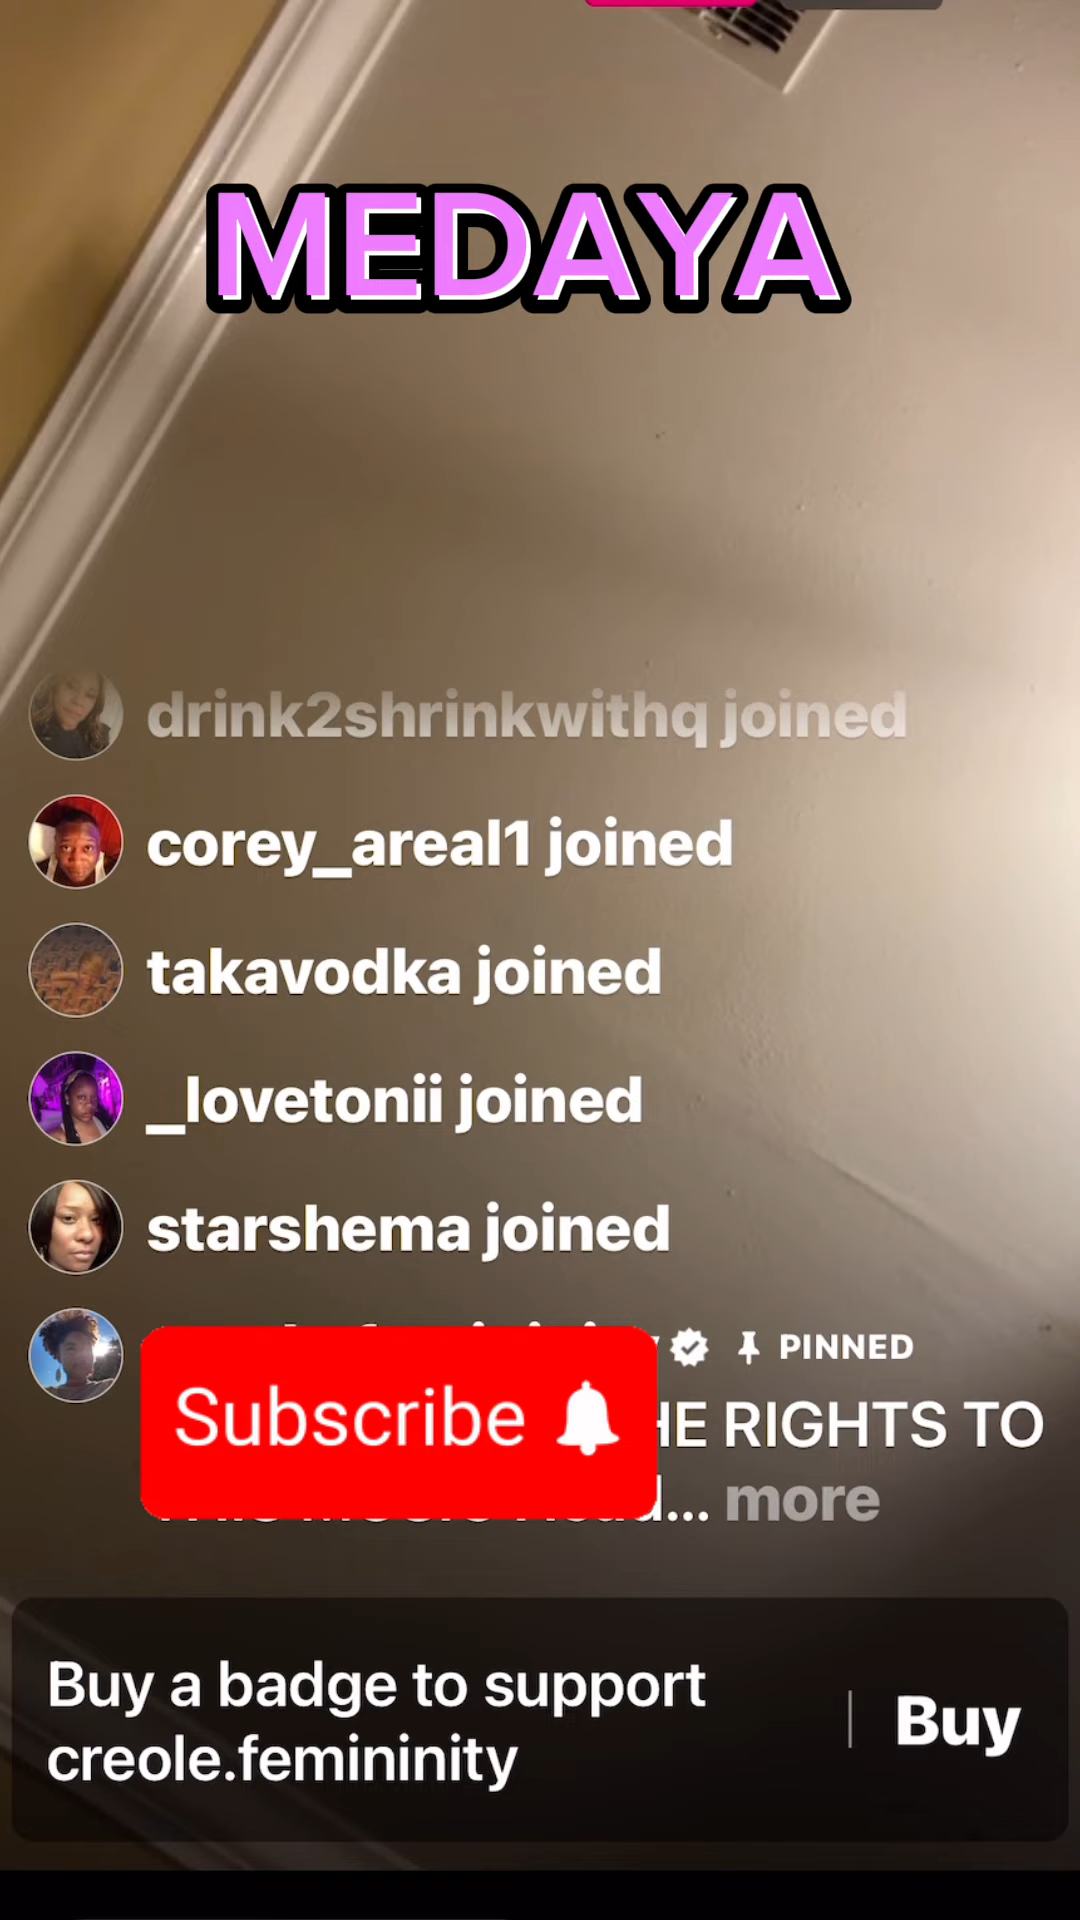 MEDAYA
drink2shrinkwithq joined
corey_areal1 joined
takavodka joined
_lovetonii joined
starshema joined
PINNED
Subscribe
RIGHTS TO
... more
Buy a badge to support
creole.femininity
Buy